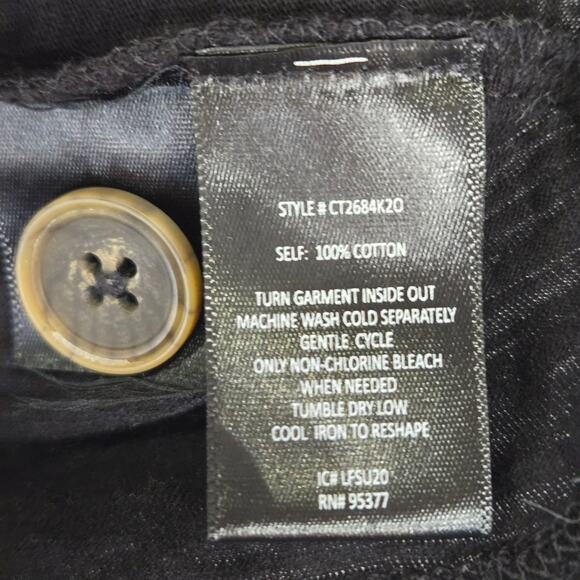 STYLE # CT2684K2O
SELF: 100% COTTON
TURN GARMENT INSIDE OUT
MACHINE WASH COLD SEPARATELY
GENTLE CYCLE
ONLY NON-CHLORINE BLEACH
WHEN NEEDED
TUMBLE DRY LOW
COOL IRON TO RESHAPE
IC# LFSU20
RN# 95377